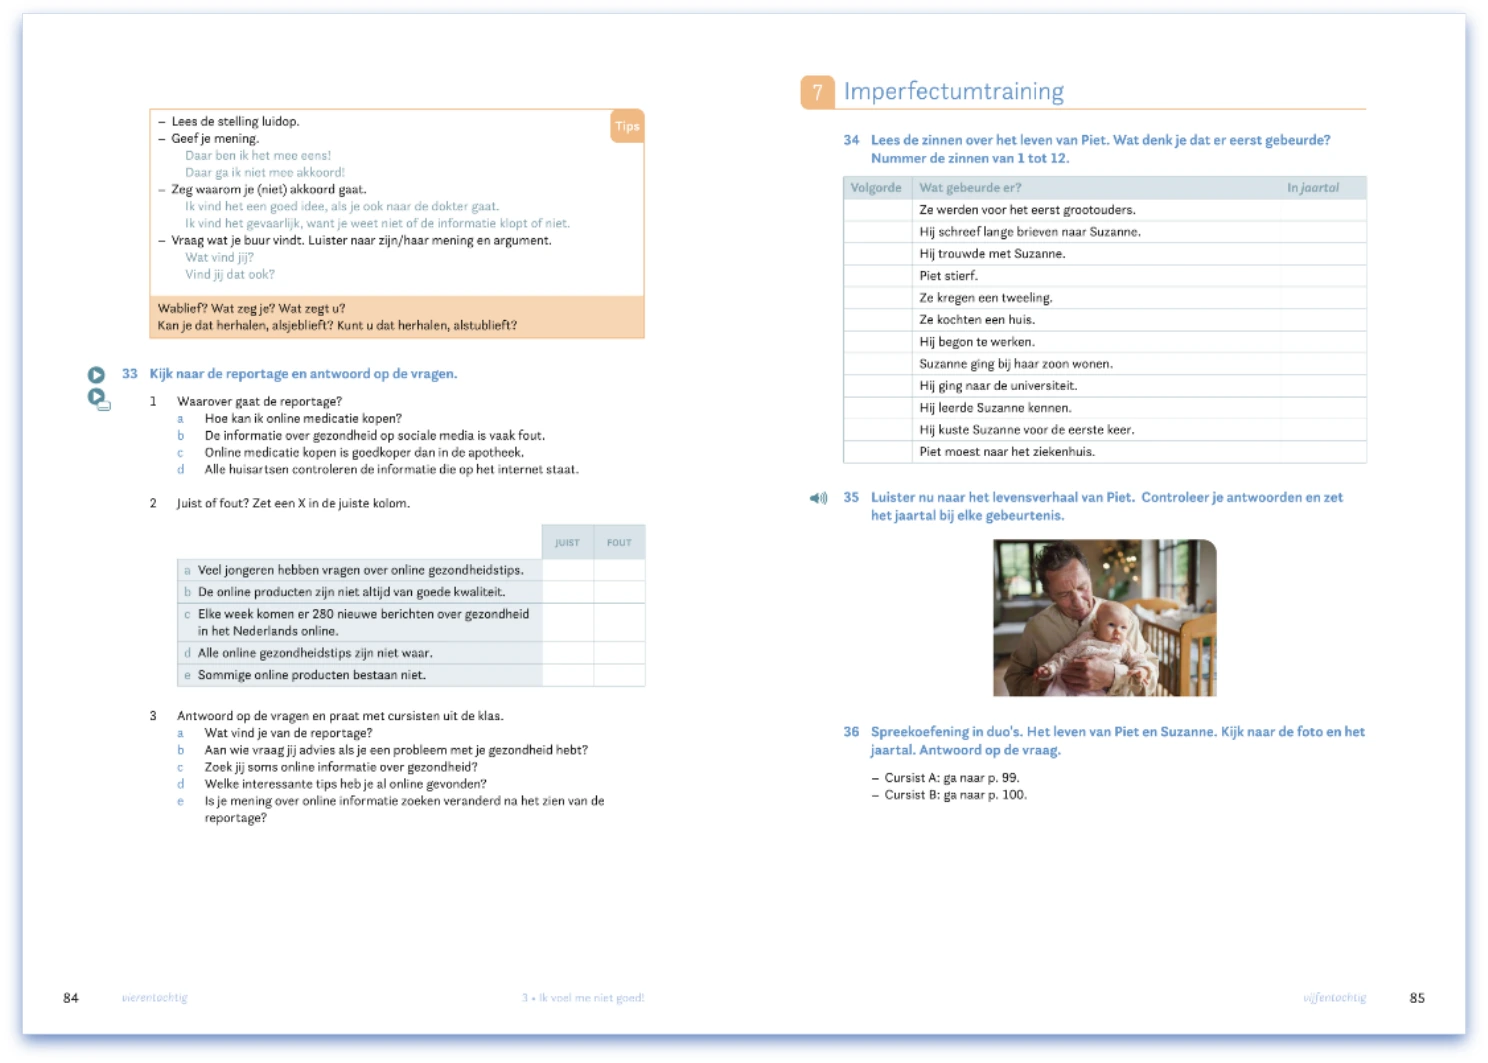 – Lees de stelling luidop.
Tips
– Geef je mening.
Daar ben ik het mee eens!
Daar ga ik niet mee akkoord!
– Zeg waarom je (niet) akkoord gaat.
Ik vind het een goed idee, als je ook naar de dokter gaat.
Ik vind het gevaarlijk, want je weet niet of de informatie klopt of niet.
– Vraag wat je buur vindt. Luister naar zijn/haar mening en argument.
Wat vind jij?
Vind jij dat ook?
Wablief? Wat zeg je? Wat zegt u?
Kan je dat herhalen, alsjeblieft? Kunt u dat herhalen, alstublieft?
33 Kijk naar de reportage en antwoord op de vragen.
1 Waarover gaat de reportage?
a Hoe kan ik online medicatie kopen?
b De informatie over gezondheid op sociale media is vaak fout.
c Online medicatie kopen is goedkoper dan in de apotheek.
d Alle huisartsen controleren de informatie die op het internet staat.
2 Juist of fout? Zet een X in de juiste kolom.
JUIST FOUT
a Veel jongeren hebben vragen over online gezondheidstips.
b De online producten zijn niet altijd van goede kwaliteit.
c Elke week komen er 280 nieuwe berichten over gezondheid
in het Nederlands online.
d Alle online gezondheidstips zijn niet waar.
e Sommige online producten bestaan niet.
3 Antwoord op de vragen en praat met cursisten uit de klas.
a Wat vind je van de reportage?
b Aan wie vraag jij advies als je een probleem met je gezondheid hebt?
c Zoek jij soms online informatie over gezondheid?
d Welke interessante tips heb je al online gevonden?
e Is je mening over online informatie zoeken veranderd na het zien van de
reportage?
84 vierentachtig 3 • Ik voel me niet goed!
7 Imperfectumtraining
34 Lees de zinnen over het leven van Piet. Wat denk je dat er eerst gebeurde?
Nummer de zinnen van 1 tot 12.
Volgorde Wat gebeurde er? In jaartal
Ze werden voor het eerst grootouders.
Hij schreef lange brieven naar Suzanne.
Hij trouwde met Suzanne.
Piet stierf.
Ze kregen een tweeling.
Ze kochten een huis.
Hij begon te werken.
Suzanne ging bij haar zoon wonen.
Hij ging naar de universiteit.
Hij leerde Suzanne kennen.
Hij kuste Suzanne voor de eerste keer.
Piet moest naar het ziekenhuis.
35 Luister nu naar het levensverhaal van Piet. Controleer je antwoorden en zet
het jaartal bij elke gebeurtenis.
36 Spreekoefening in duo's. Het leven van Piet en Suzanne. Kijk naar de foto en het
jaartal. Antwoord op de vraag.
– Cursist A: ga naar p. 99.
– Cursist B: ga naar p. 100.
vijfentachtig 85